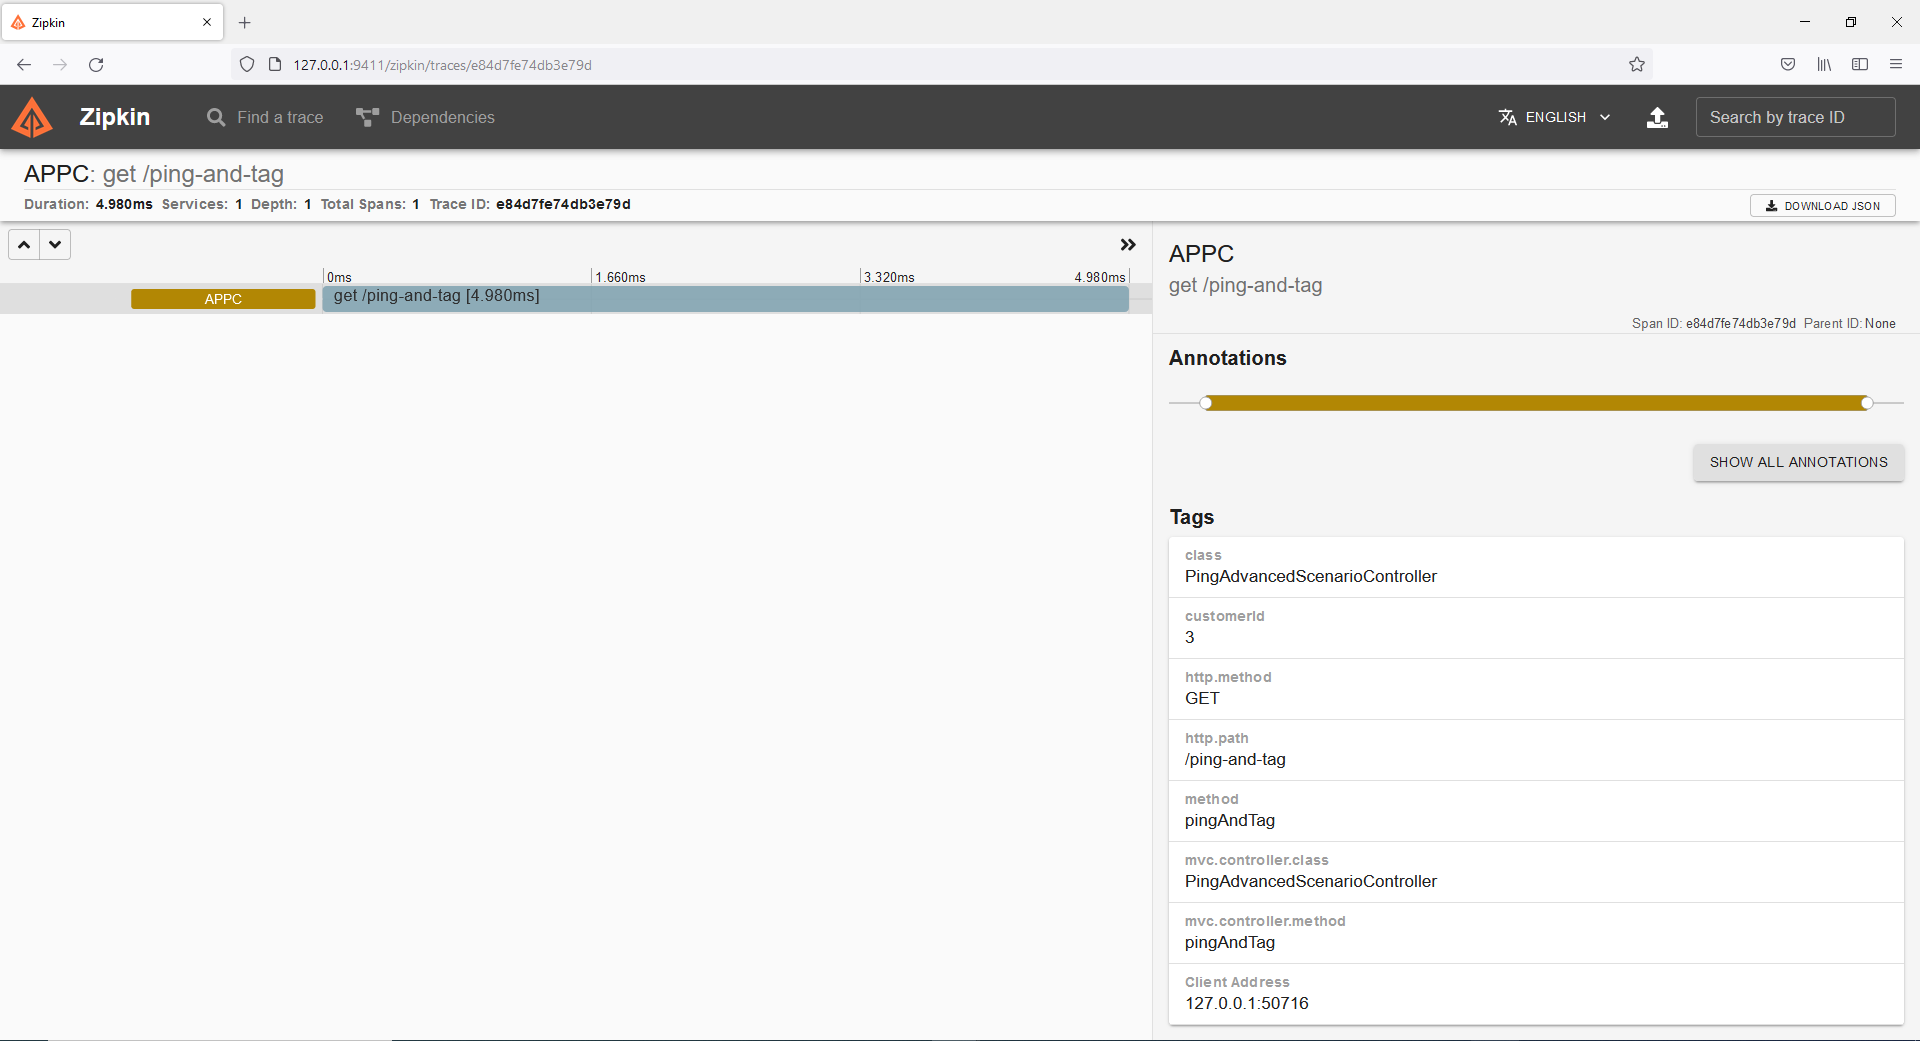 Zipkin
127.0.0.1:9411/zipkin/traces/e84d7fe74db3e79d
Zipkin
Find a trace
Dependencies
ENGLISH
Search by trace ID
APPC: get /ping-and-tag
Duration: 4.980ms Services: 1 Depth: 1 Total Spans: 1 Trace ID: e84d7fe74db3e79d
DOWNLOAD JSON
0ms 1.660ms 3.320ms 4.980ms
APPC get /ping-and-tag [4.980ms]
APPC
get /ping-and-tag
Span ID: e84d7fe74db3e79d Parent ID: None
Annotations
SHOW ALL ANNOTATIONS
Tags
class
PingAdvancedScenarioController
customerId
3
http.method
GET
http.path
/ping-and-tag
method
pingAndTag
mvc.controller.class
PingAdvancedScenarioController
mvc.controller.method
pingAndTag
Client Address
127.0.0.1:50716